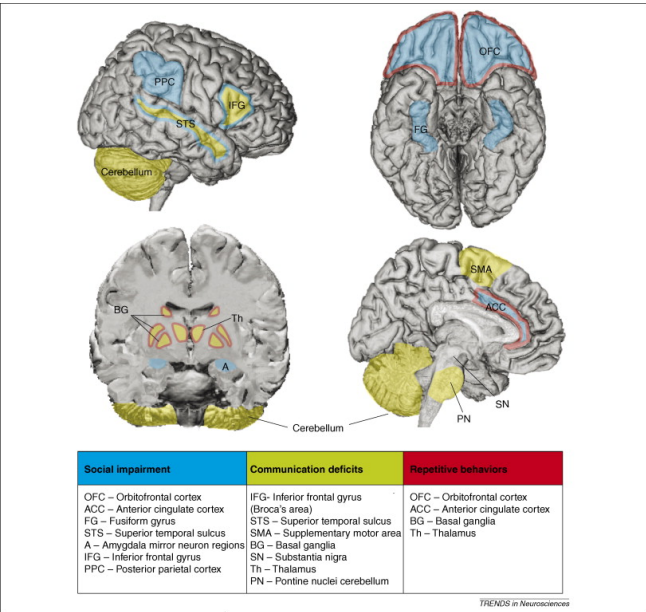 PPC
IFG
STS
Cerebellum
OFC
FG
BG
Th
A
SMA
ACC
SN
PN
Cerebellum
Social impairment
OFC – Orbitofrontal cortex
ACC – Anterior cingulate cortex
FG – Fusiform gyrus
STS – Superior temporal sulcus
A – Amygdala mirror neuron regions
IFG – Inferior frontal gyrus
PPC – Posterior parietal cortex
Communication deficits
IFG- Inferior frontal gyrus
(Broca's area)
STS – Superior temporal sulcus
SMA – Supplementary motor area
BG – Basal ganglia
SN – Substantia nigra
Th – Thalamus
PN – Pontine nuclei cerebellum
Repetitive behaviors
OFC – Orbitofrontal cortex
ACC – Anterior cingulate cortex
BG – Basal ganglia
Th – Thalamus
TRENDS in Neurosciences